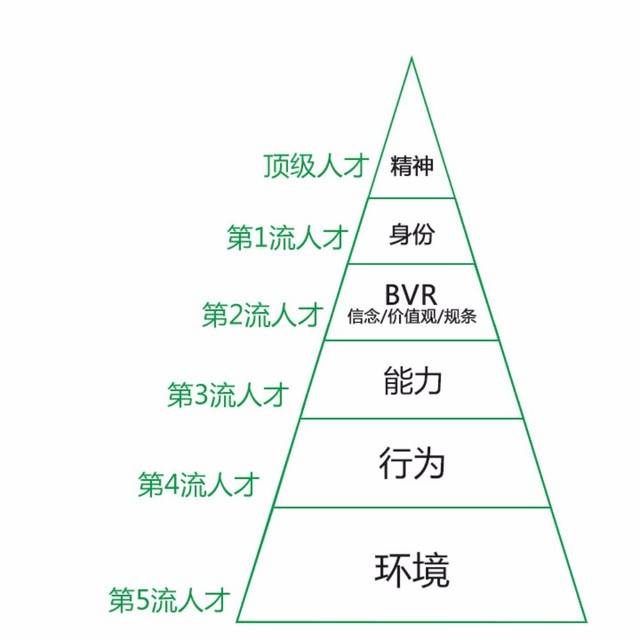 顶级人才 精神
第1流人才 身份
BVR
第2流人才 信念/价值观/规条
第3流人才 能力
第4流人才 行为
环境
第5流人才